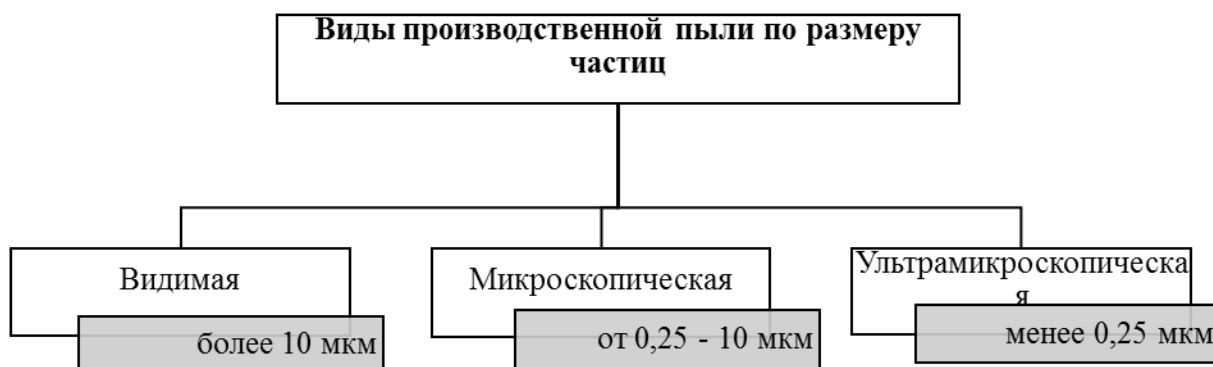 Виды производственной пыли по размеру
частиц
Видимая
более 10 мкм
Микроскопическая
от 0,25 - 10 мкм
Ультрамикроскопическа
я
менее 0,25 мкм